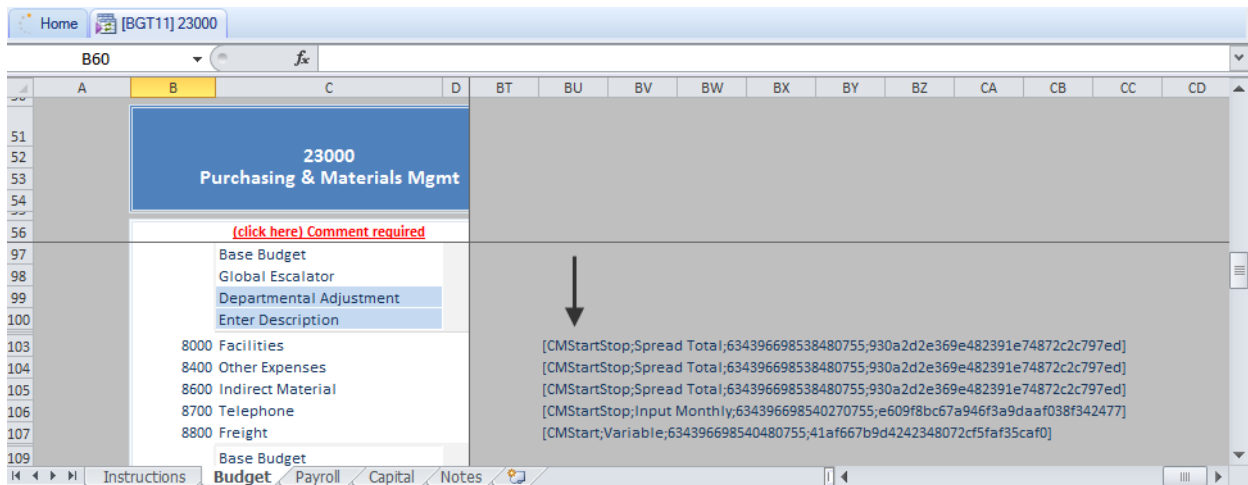 Home [BGT11] 23000
B60 fx
A B C D BT BU BV BW BX BY BZ CA CB CC CD
51
52 23000
53 Purchasing & Materials Mgmt
54
56 (click here) Comment required
97 Base Budget
98 Global Escalator
99 Departmental Adjustment
100 Enter Description
103 8000 Facilities [CMStartStop;Spread Total;634396698538480755;930a2d2e369e482391e74872c2c797ed]
104 8400 Other Expenses [CMStartStop;Spread Total;634396698538480755;930a2d2e369e482391e74872c2c797ed]
105 8600 Indirect Material [CMStartStop;Spread Total;634396698538480755;930a2d2e369e482391e74872c2c797ed]
106 8700 Telephone [CMStartStop;Input Monthly;634396698540270755;e609f8bc67a946f3a9daaf038f342477]
107 8800 Freight [CMStart;Variable;634396698540480755;41af667b9d4242348072cf5faf35caf0]
109 Base Budget
Instructions Budget Payroll Capital Notes